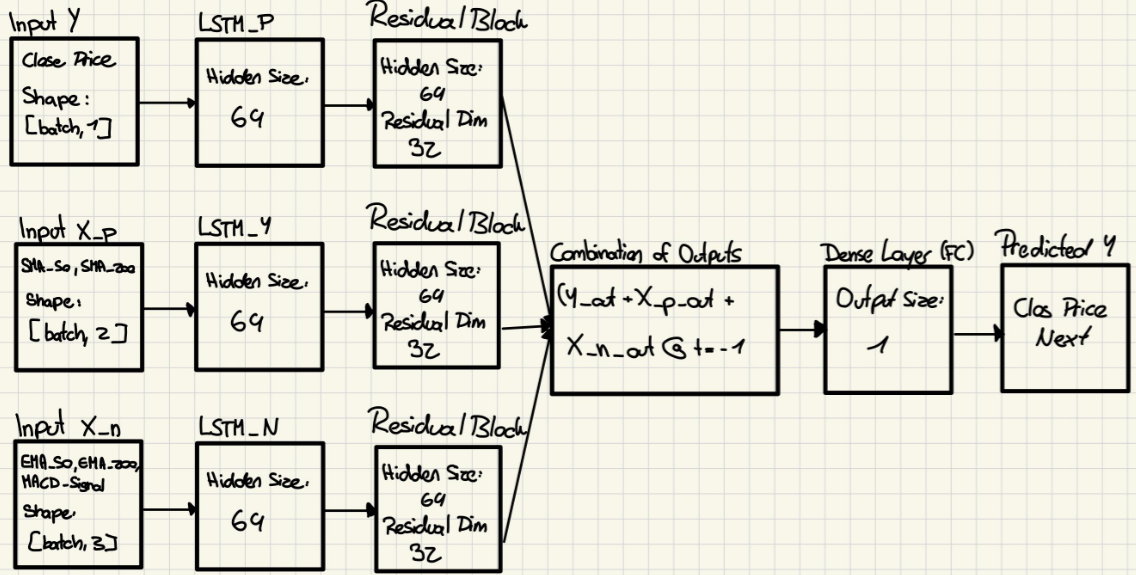 Input Y
Close Price
Shape:
[batch, 1]
LSTM_P
Hidden Size:
64
Residual Block
Hidden Size:
64
Residual Dim
32
Input X_p
SMA_50, SMA_200
Shape:
[batch, 2]
LSTM_Y
Hidden Size:
64
Residual Block
Hidden Size:
64
Residual Dim
32
Input X_n
EMA_50, EMA_200,
MACD-Signal
Shape:
[batch, 3]
LSTM_N
Hidden Size:
64
Residual Block
Hidden Size:
64
Residual Dim
32
Combination of Outputs
(Y_out + X_p_out +
X_n_out @ t=-1
Dense Layer (FC)
Output Size:
1
Predicted Y
Clos Price
Next